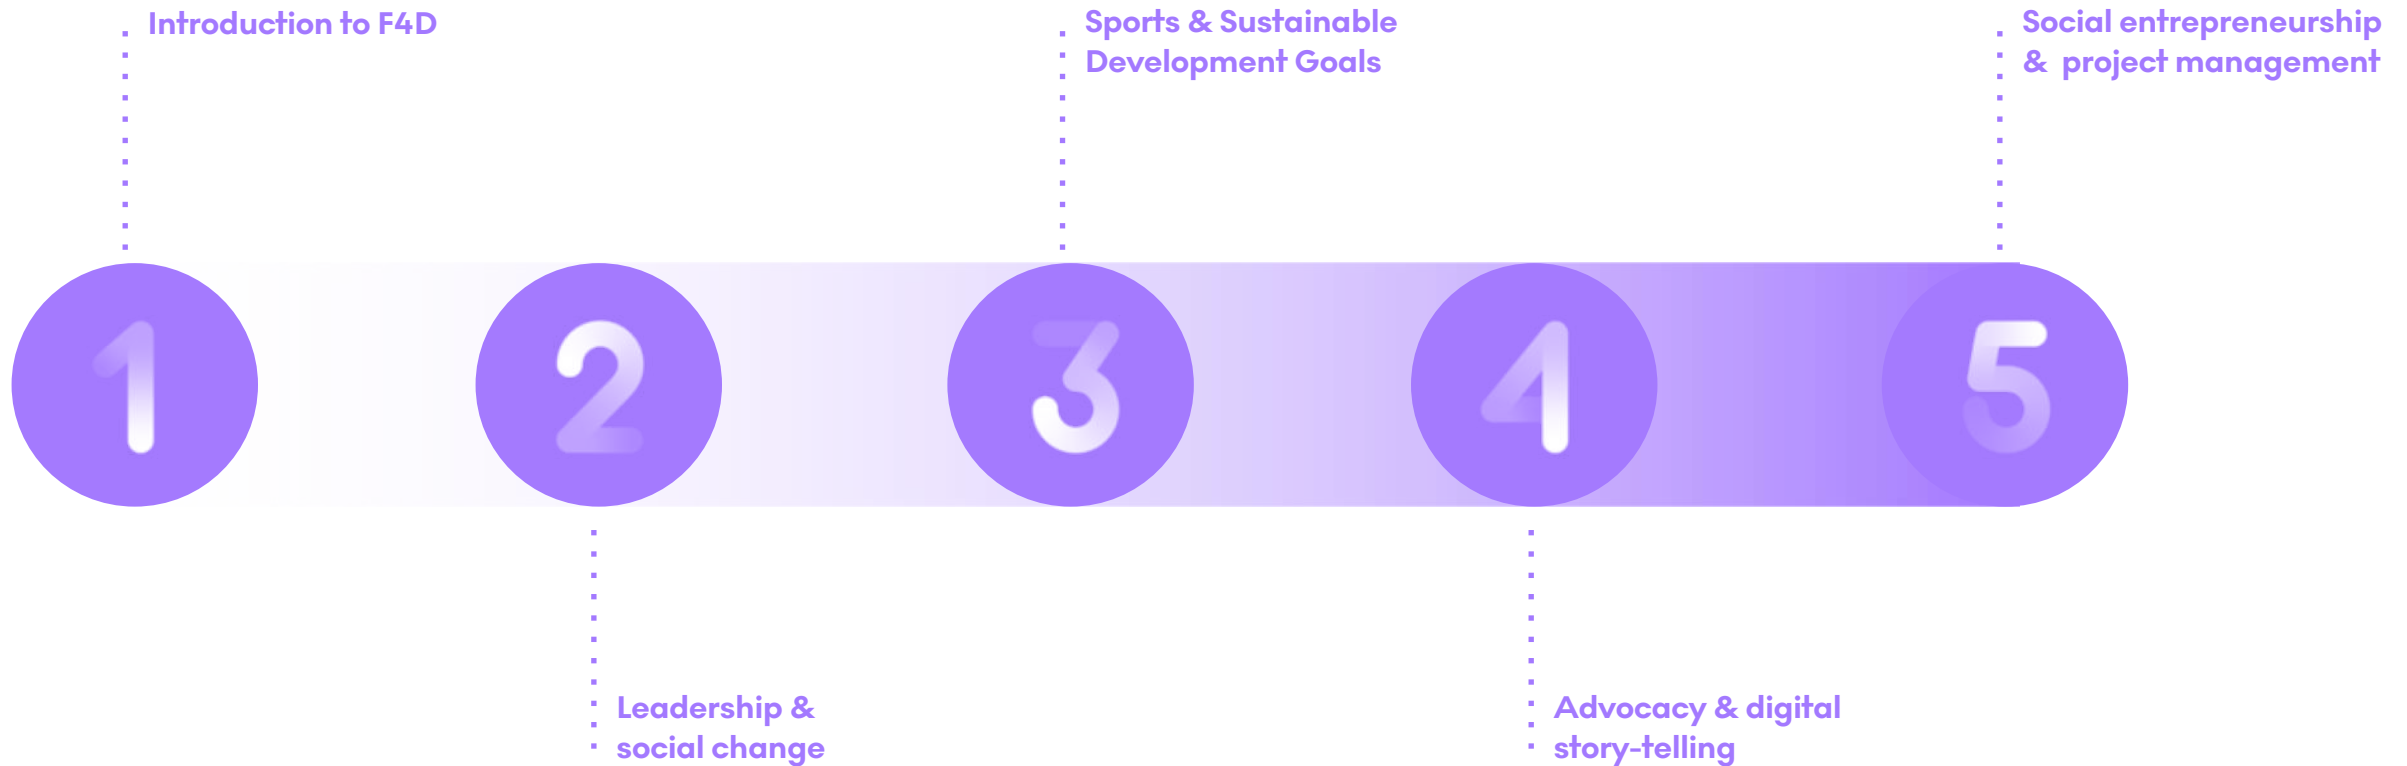 Introduction to F4D
Sports & Sustainable
Development Goals
Social entrepreneurship
& project management
1
2
3
4
5
Leadership &
social change
Advocacy & digital
story-telling